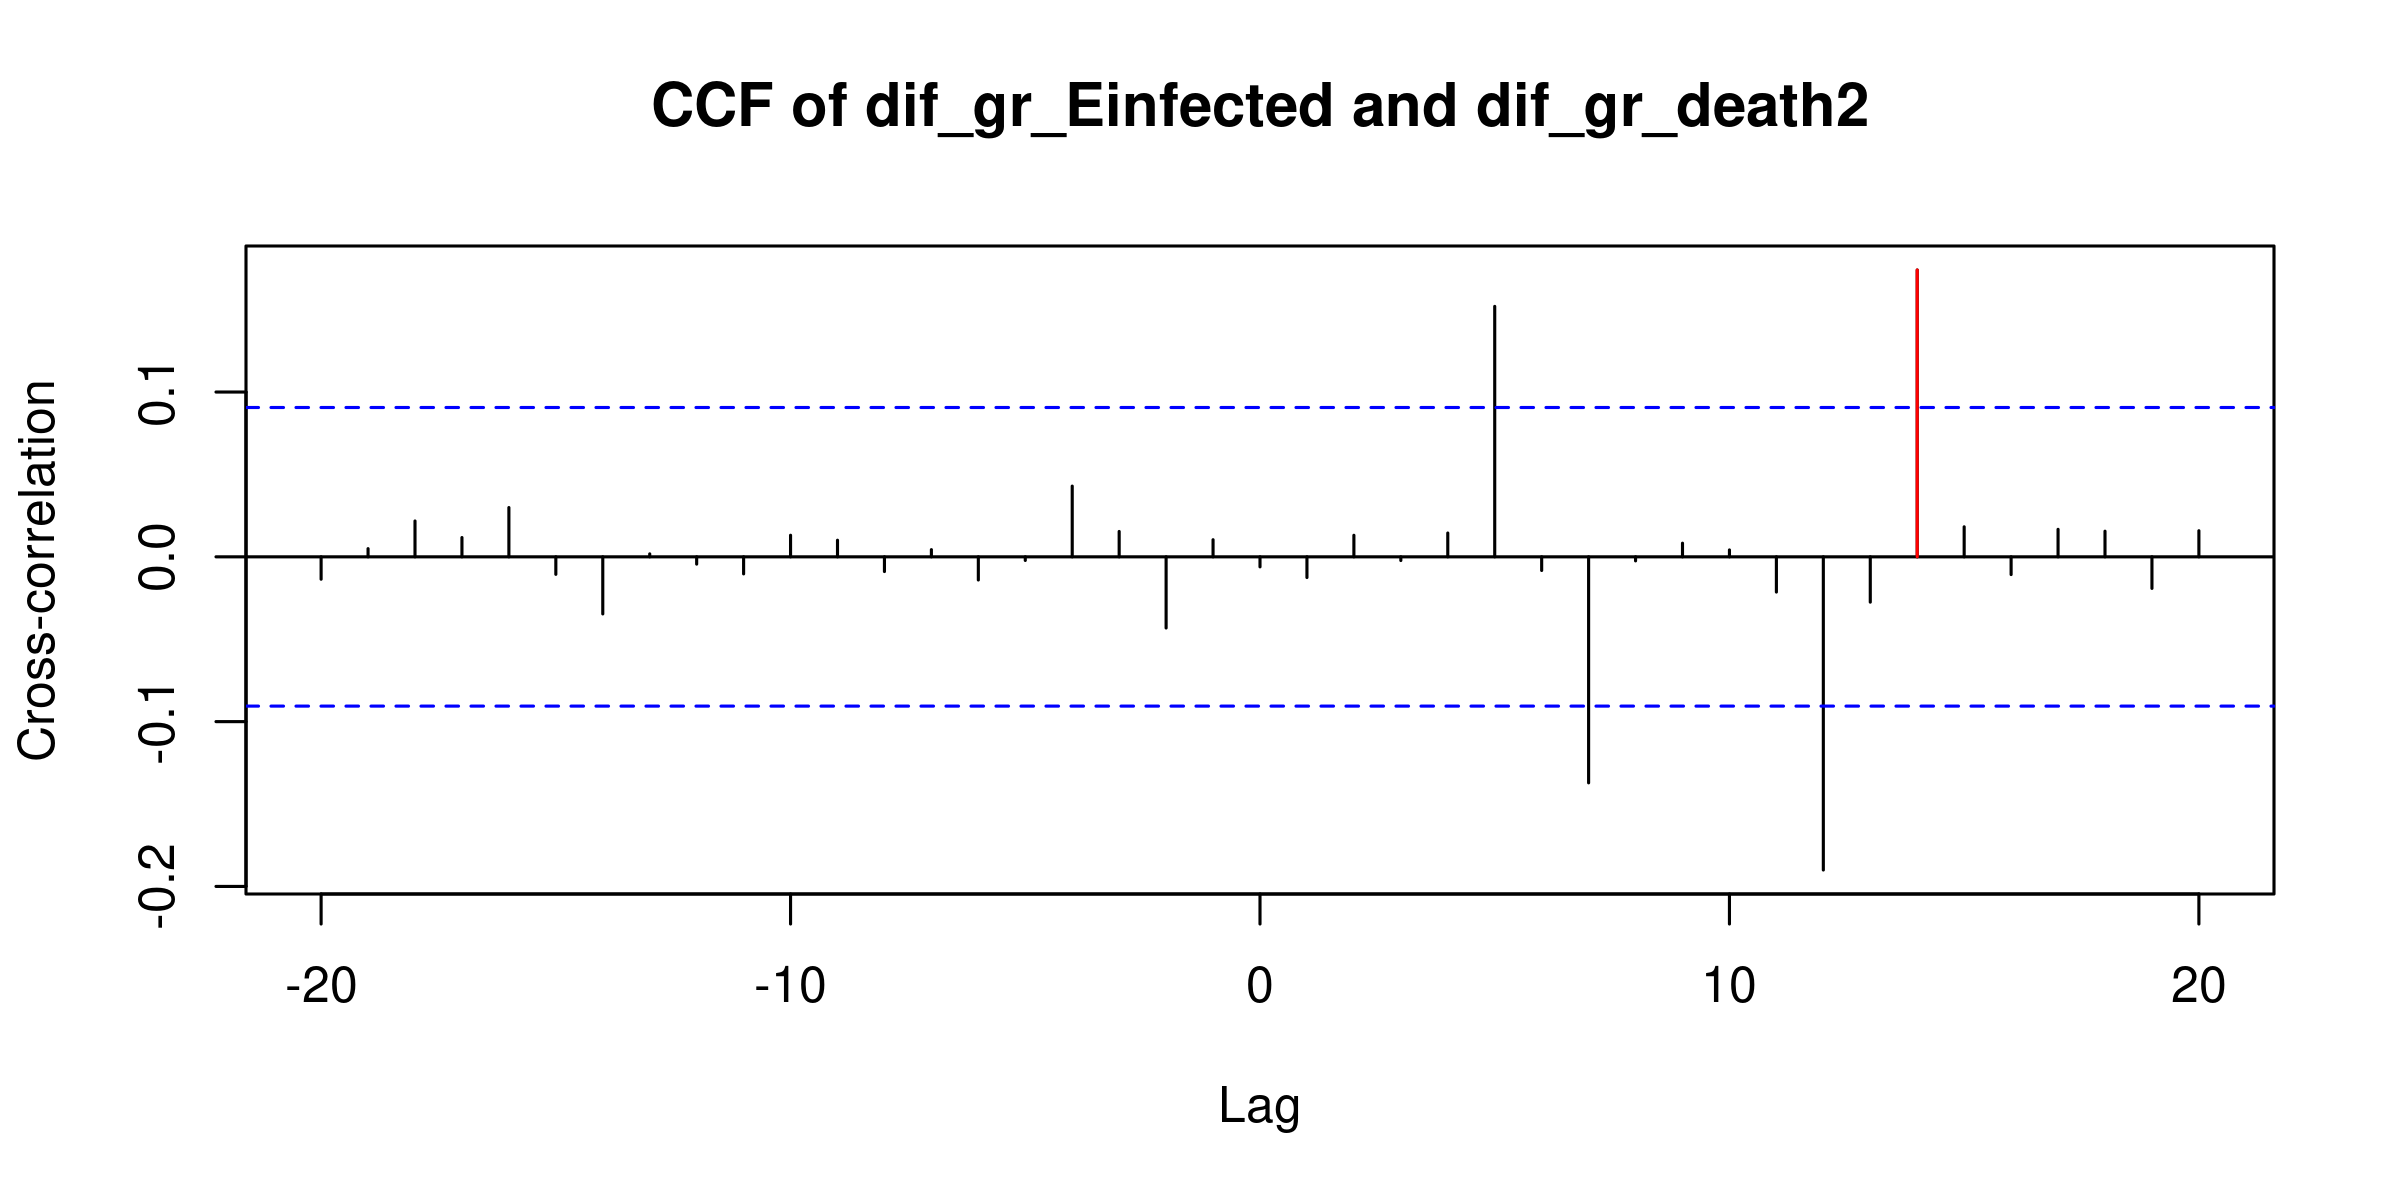 CCF of dif_gr_Einfected and dif_gr_death2
Cross-correlation
0.1
0.0
-0.1
-0.2
-20 -10 0 10 20
Lag